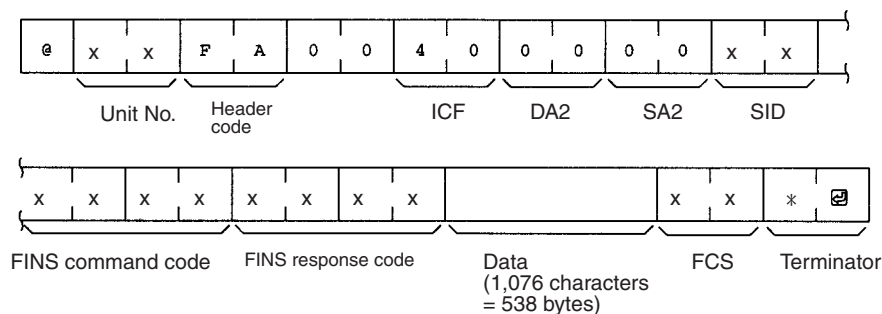 @ x x F A 0 0 4 0 0 0 0 0 x x
Unit No. Header code ICF DA2 SA2 SID
x x x x x x x x x x * ↵
FINS command code FINS response code Data (1,076 characters = 538 bytes) FCS Terminator